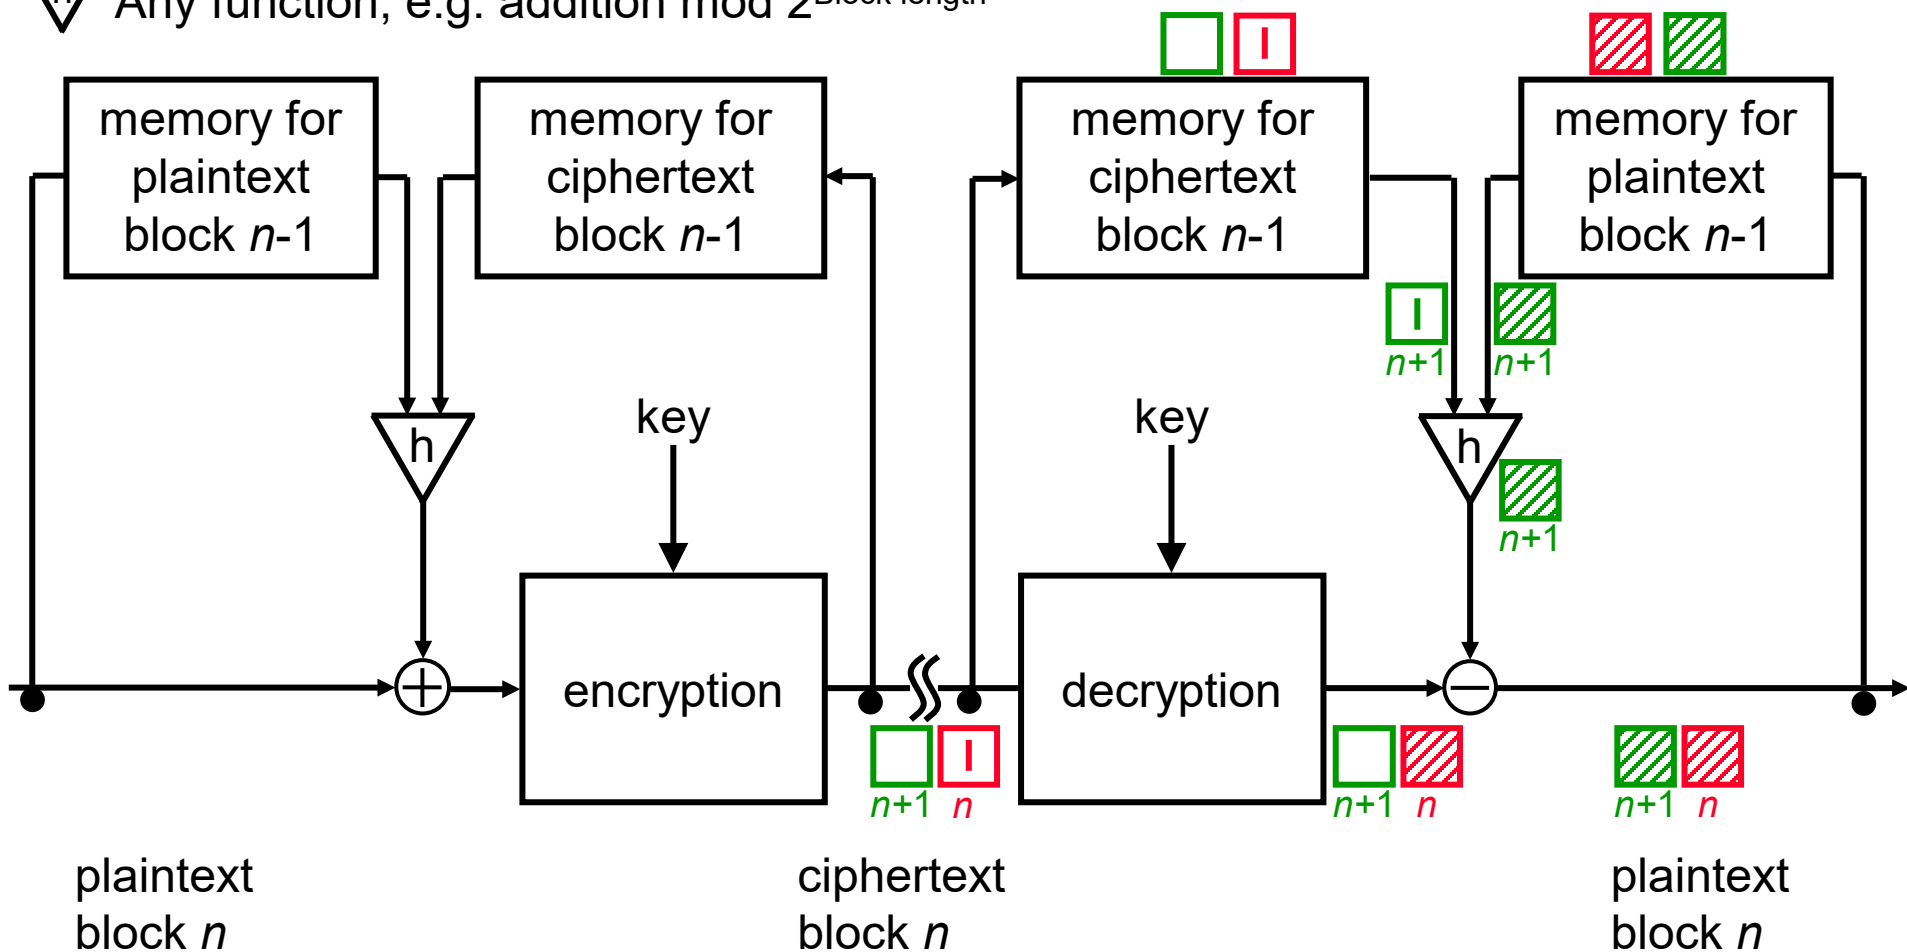 h Any function, e.g. addition mod 2^Block length
memory for
plaintext
block n-1
memory for
ciphertext
block n-1
memory for
ciphertext
block n-1
memory for
plaintext
block n-1
n+1 n+1
key
key
h
h
n+1
encryption
decryption
n+1 n
n+1 n
n+1 n
plaintext
block n
ciphertext
block n
plaintext
block n